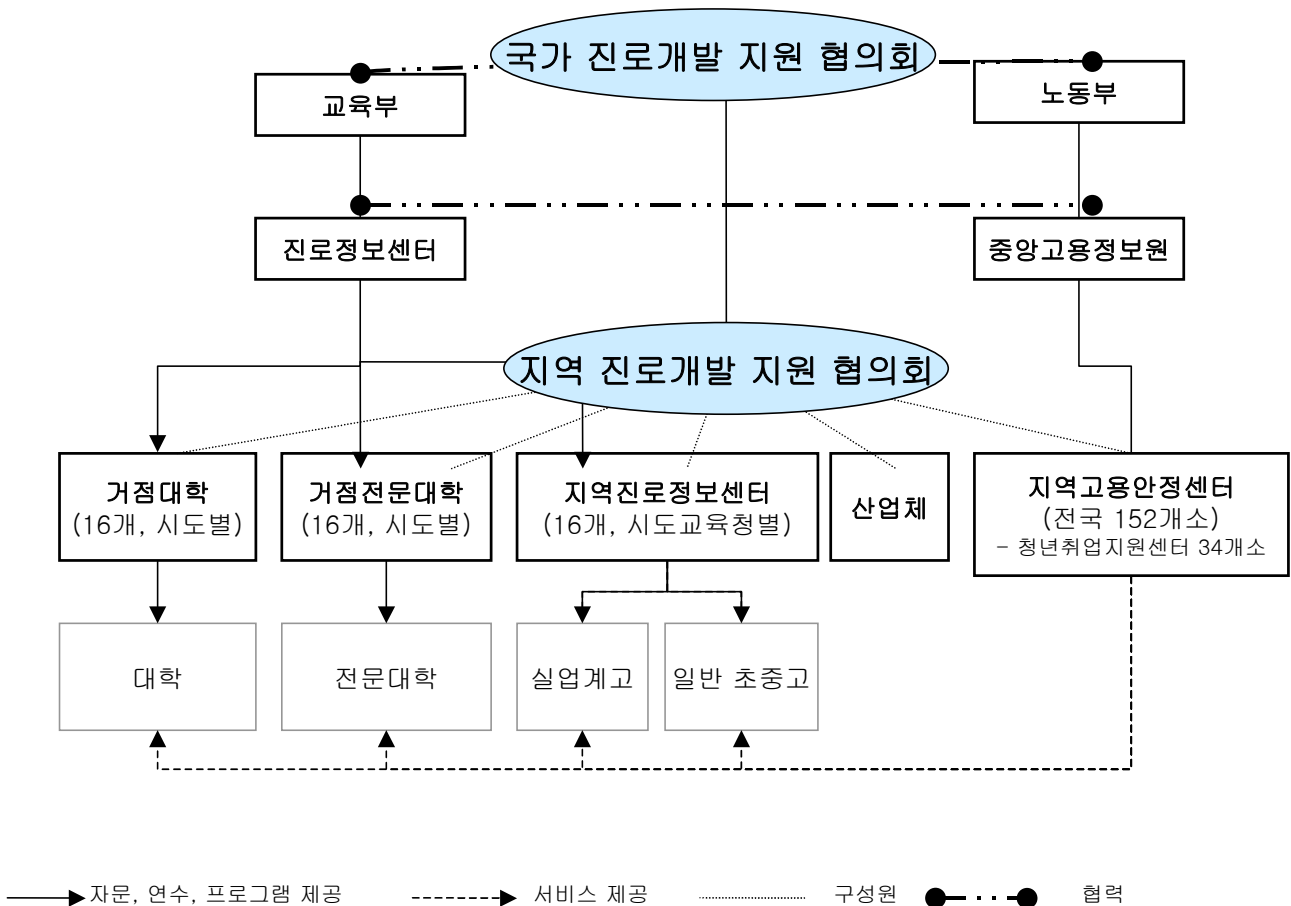 국가 진로개발 지원 협의회
교육부
노동부
진로정보센터
중앙고용정보원
지역 진로개발 지원 협의회
거점대학
(16개, 시도별)
거점전문대학
(16개, 시도별)
지역진로정보센터
(16개, 시도교육청별)
산업체
지역고용안정센터
(전국 152개소)
- 청년취업지원센터 34개소
대학
전문대학
실업계고
일반 초중고
자문, 연수, 프로그램 제공
서비스 제공
구성원
협력